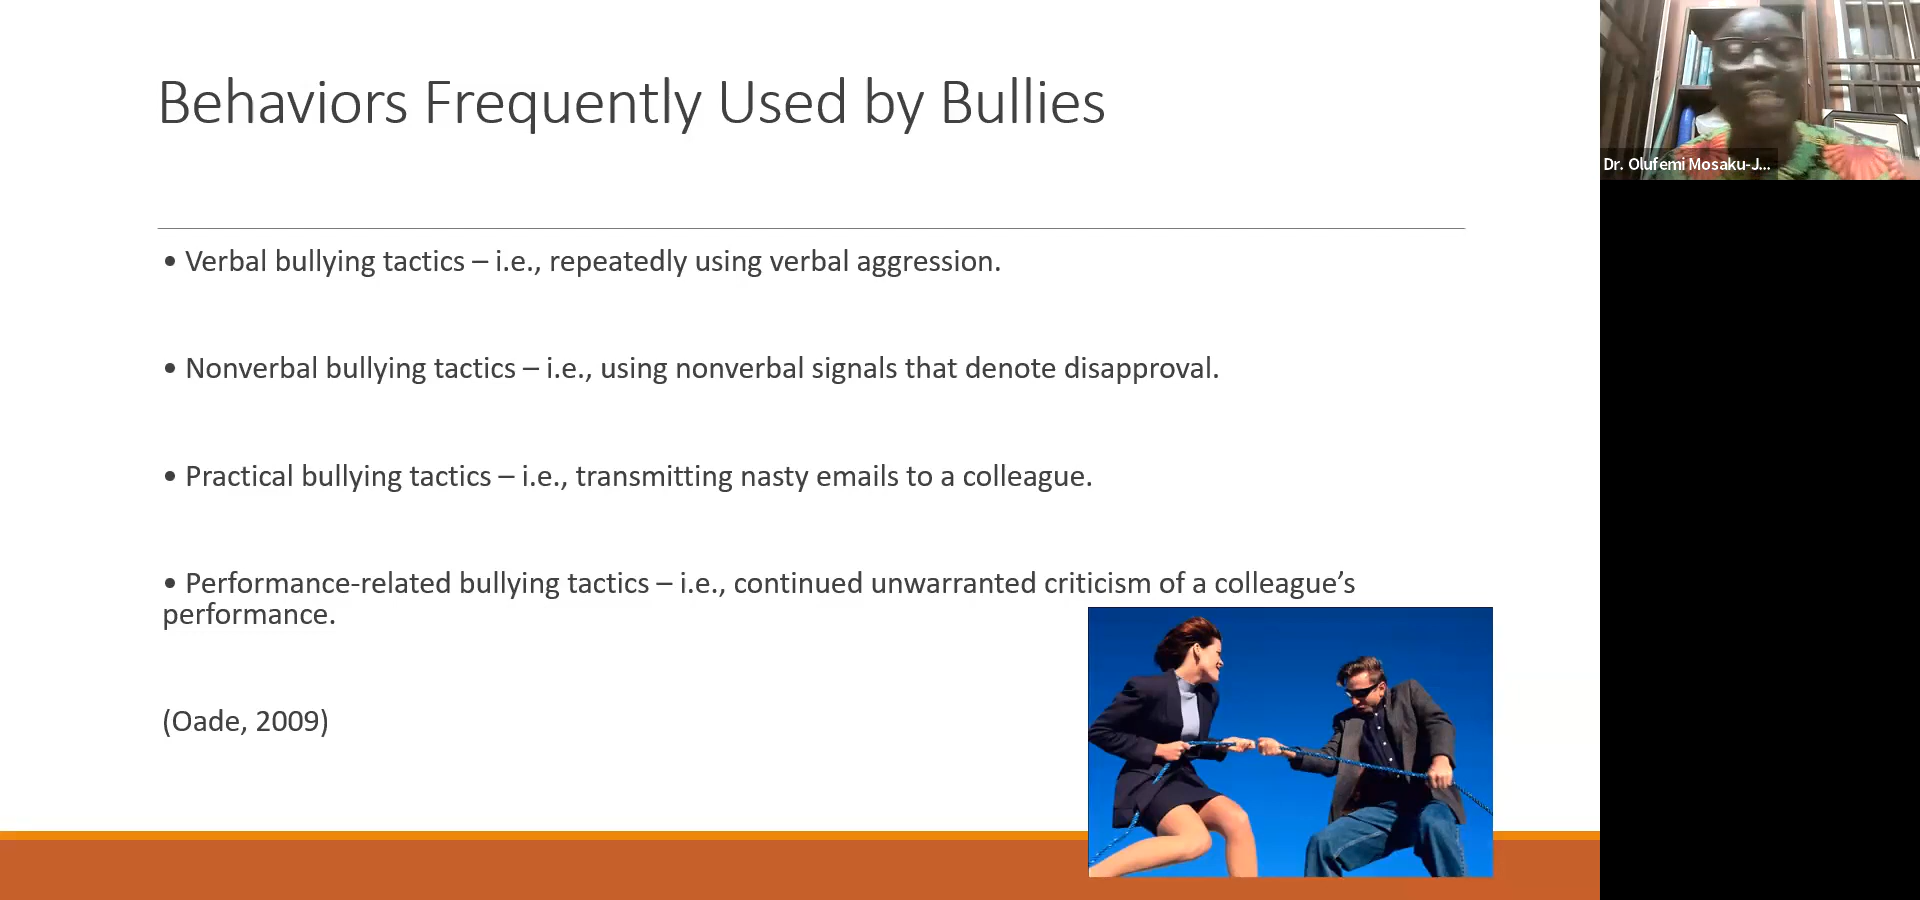 Behaviors Frequently Used by Bullies
• Verbal bullying tactics – i.e., repeatedly using verbal aggression.
• Nonverbal bullying tactics – i.e., using nonverbal signals that denote disapproval.
• Practical bullying tactics – i.e., transmitting nasty emails to a colleague.
• Performance-related bullying tactics – i.e., continued unwarranted criticism of a colleague’s
performance.
(Oade, 2009)
Dr. Olufemi Mosaku-J...